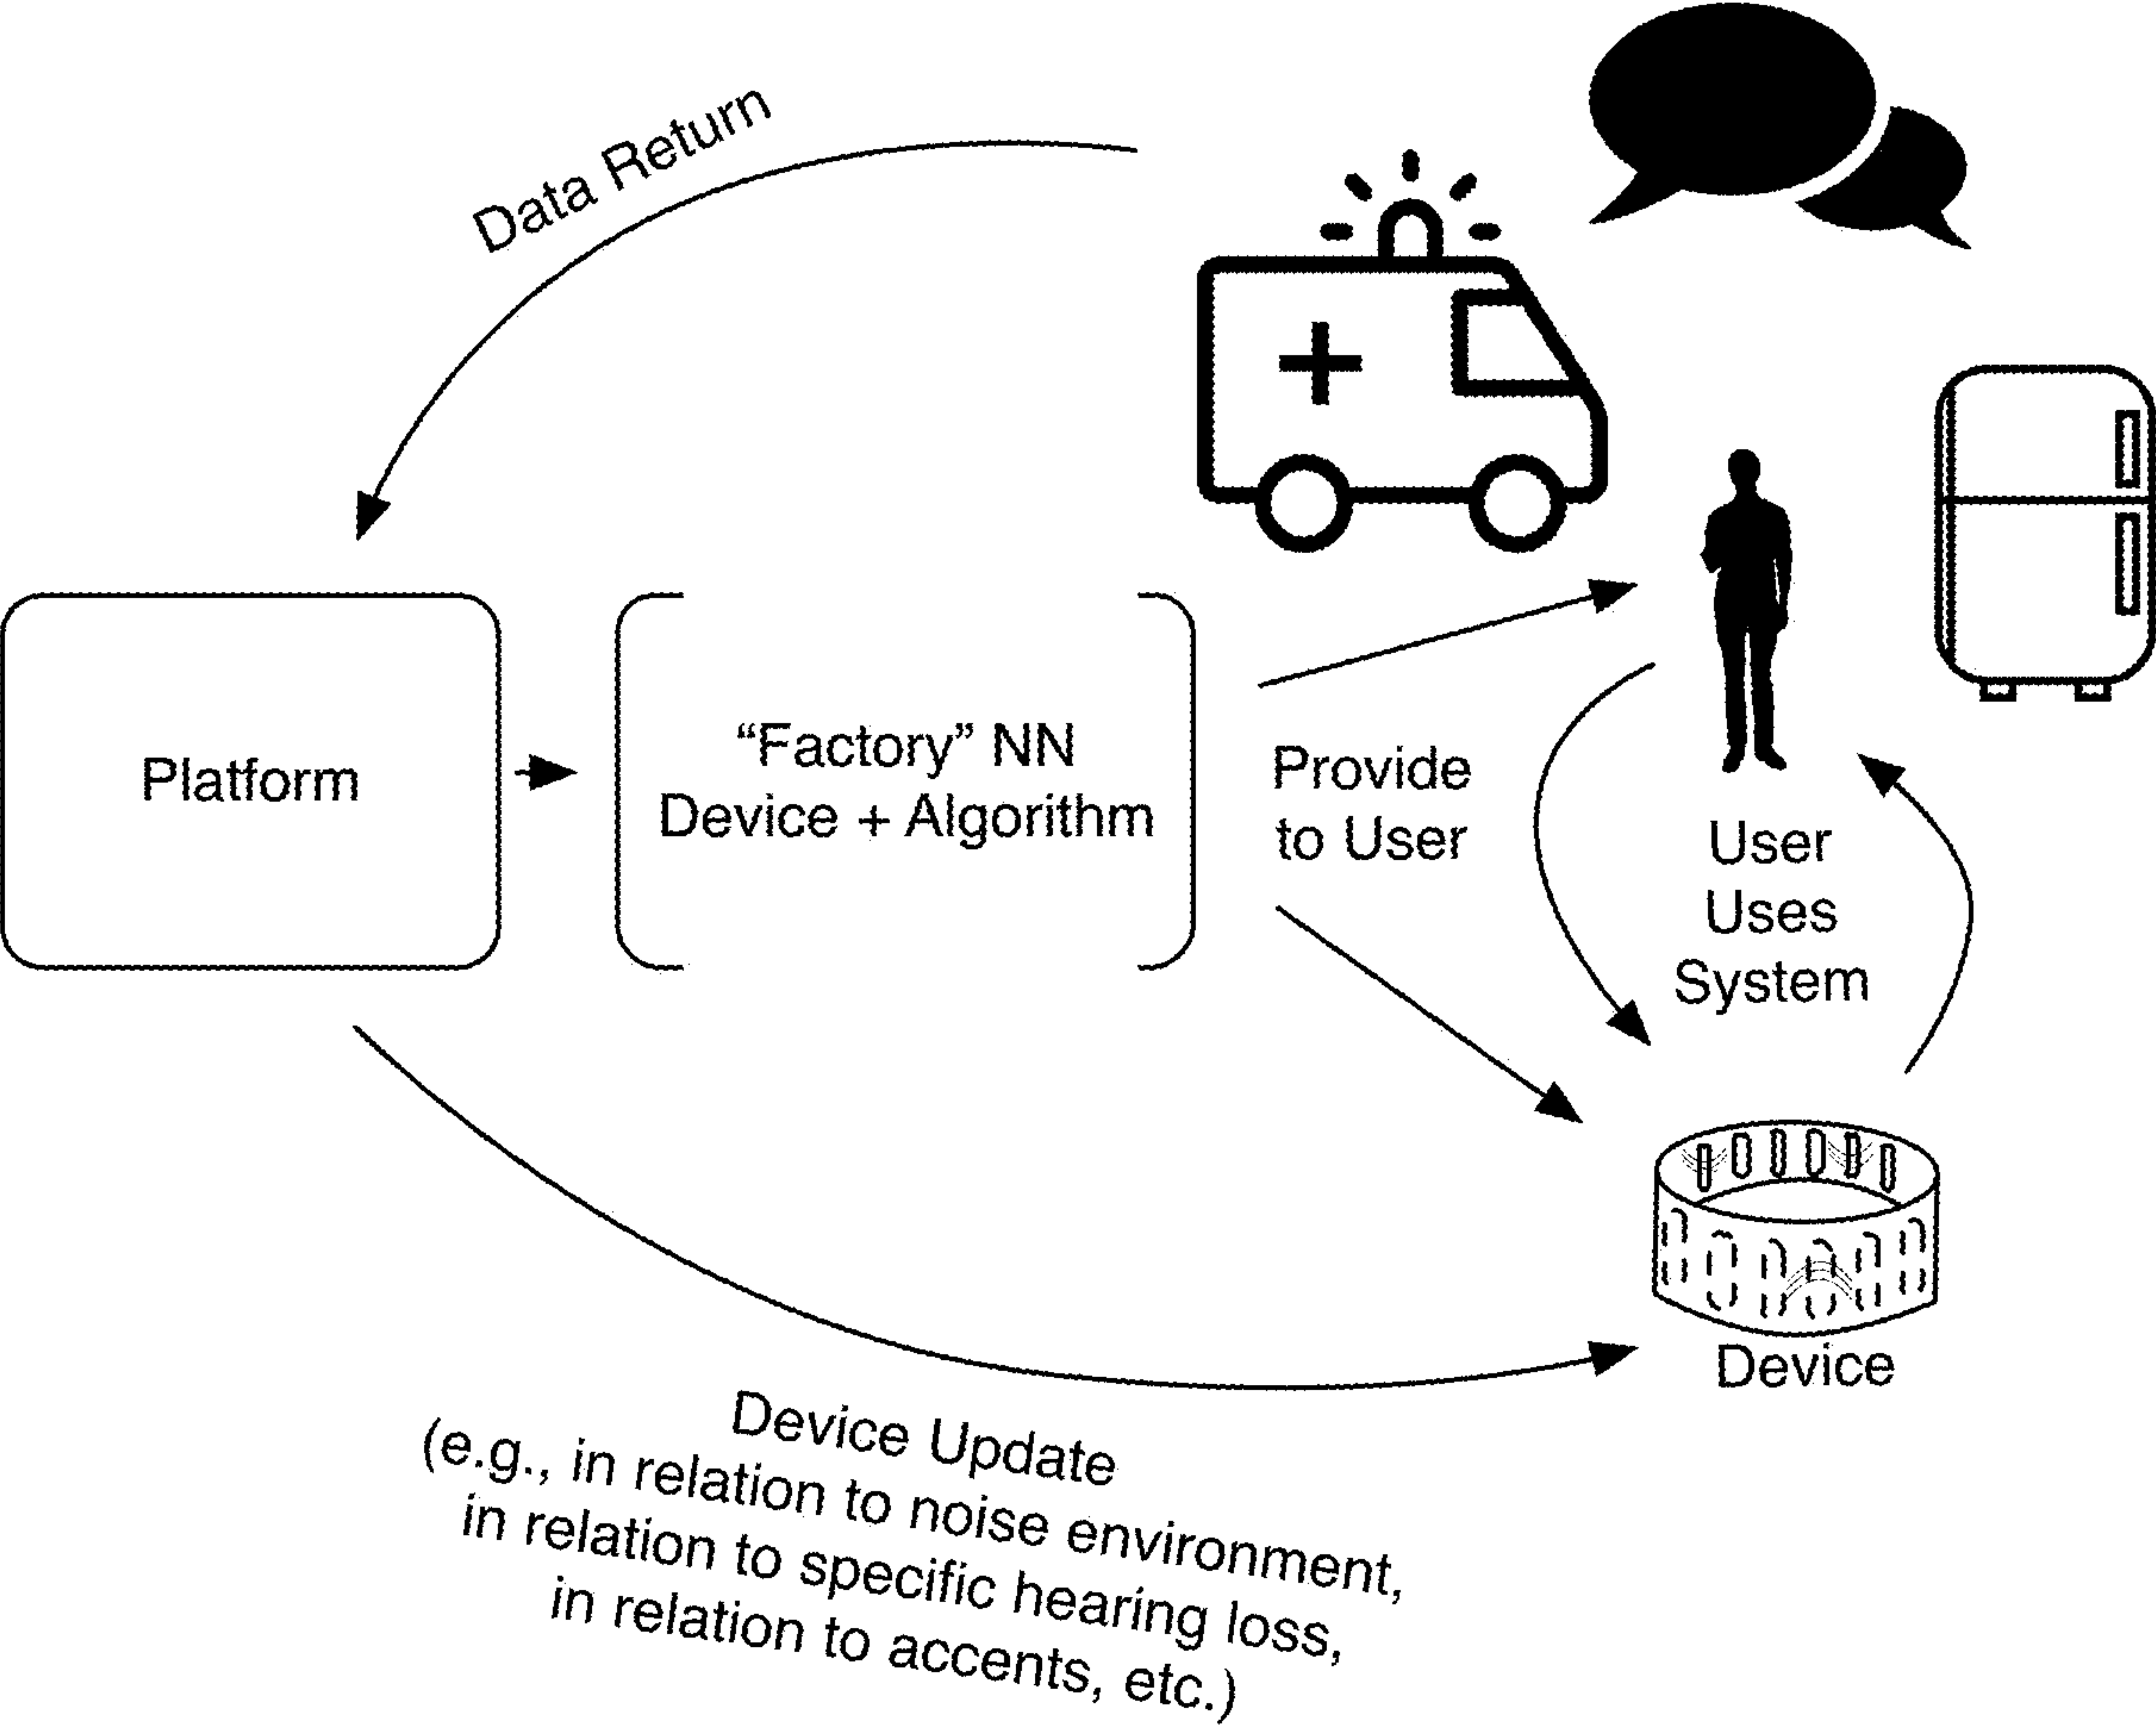 Data Return
Platform
“Factory” NN
Device + Algorithm
Provide
to User
User
Uses
System
Device
Device Update
(e.g., in relation to noise environment,
in relation to specific hearing loss,
in relation to accents, etc.)